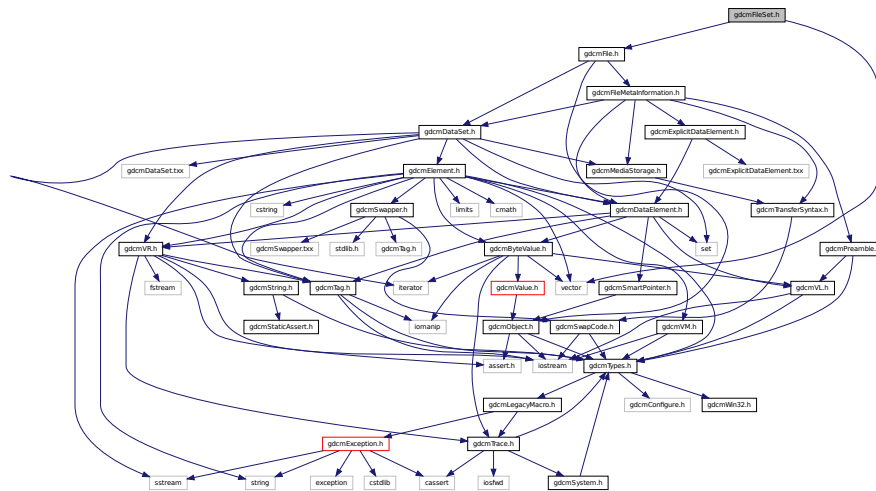 gdcmFileSet.h
gdcmFile.h
gdcmFileMetaInformation.h
gdcmDataSet.h
gdcmExplicitDataElement.h
gdcmDataSet.txx
gdcmElement.h
gdcmMediaStorage.h
gdcmExplicitDataElement.txx
cstring
gdcmSwapper.h
limits
cmath
gdcmDataElement.h
gdcmTransferSyntax.h
gdcmVR.h
gdcmSwapper.txx
stdlib.h
gdcmTag.h
gdcmByteValue.h
set
gdcmPreamble.
fstream
gdcmString.h
gdcmTag.h
iterator
gdcmValue.h
vector
gdcmSmartPointer.h
gdcmVL.h
gdcmStaticAssert.h
iomanip
gdcmObject.h
gdcmSwapCode.h
gdcmVM.h
assert.h
iostream
gdcmTypes.h
gdcmLegacyMacro.h
gdcmConfigure.h
gdcmWin32.h
gdcmException.h
gdcmTrace.h
sstream
string
exception
cstdlib
cassert
iosfwd
gdcmSystem.h